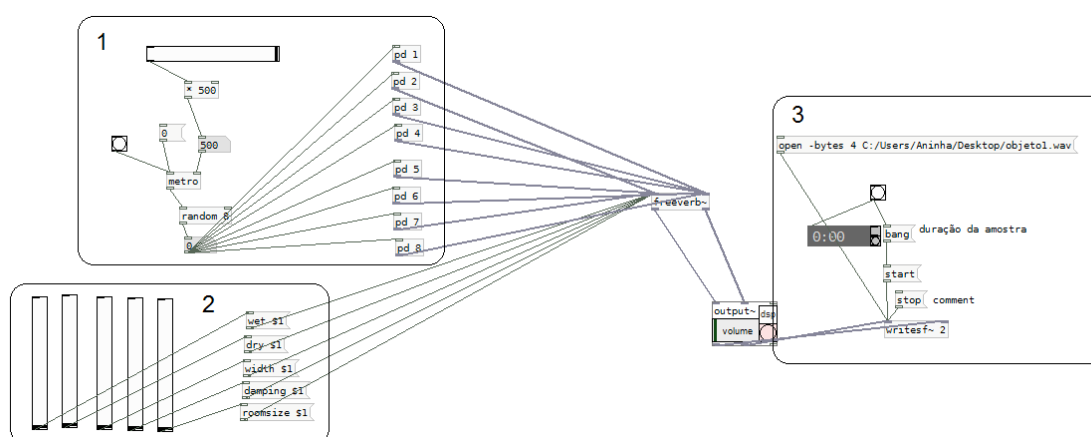 1
* 500
0
500
metro
random 8
0
pd 1
pd 2
pd 3
pd 4
pd 5
pd 6
pd 7
pd 8
2
wet $1
dry $1
width $1
damping $1
roomsize $1
freeverb~
output~
dsp
volume
3
open -bytes 4 C:/Users/Aninha/Desktop/objeto1.wav
0:00
bang
duração da amostra
start
stop
comment
writesf~ 2